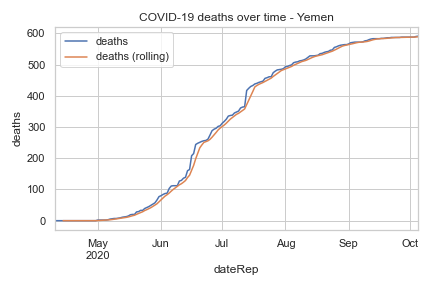 COVID-19 deaths over time - Yemen
deaths
deaths (rolling)
600
500
400
300
200
100
0
deaths
May Jun Jul Aug Sep Oct
2020
dateRep